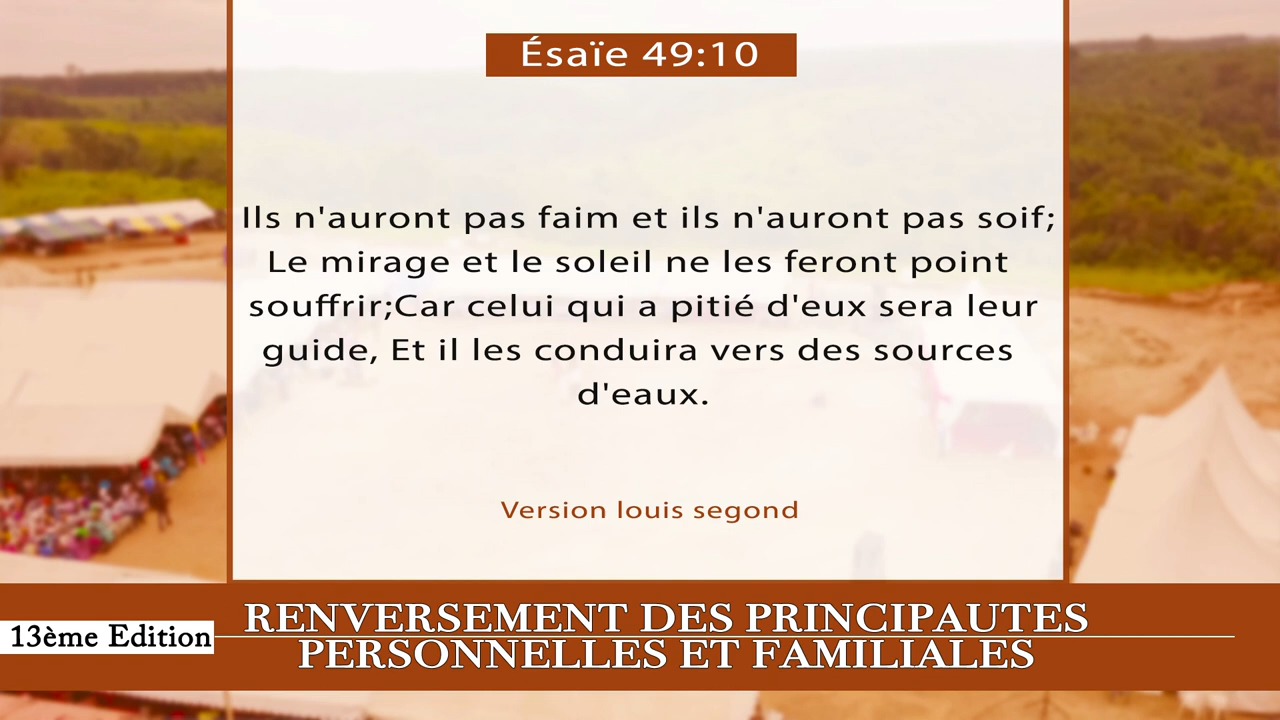 Ésaïe 49:10
Ils n'auront pas faim et ils n'auront pas soif;
Le mirage et le soleil ne les feront point
souffrir;Car celui qui a pitié d'eux sera leur
guide, Et il les conduira vers des sources
d'eaux.
Version louis segond
13ème Edition
RENVERSEMENT DES PRINCIPAUTES
PERSONNELLES ET FAMILIALES